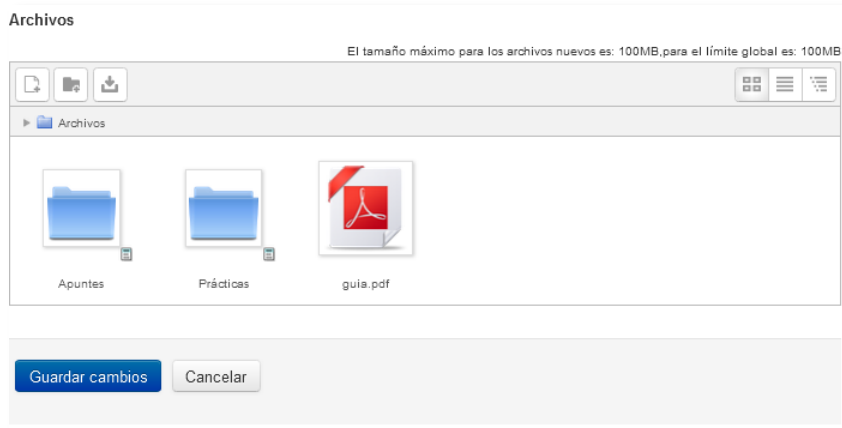 Archivos
El tamaño máximo para los archivos nuevos es: 100MB,para el límite global es: 100MB
Archivos
Apuntes
Prácticas
guia.pdf
Guardar cambios
Cancelar